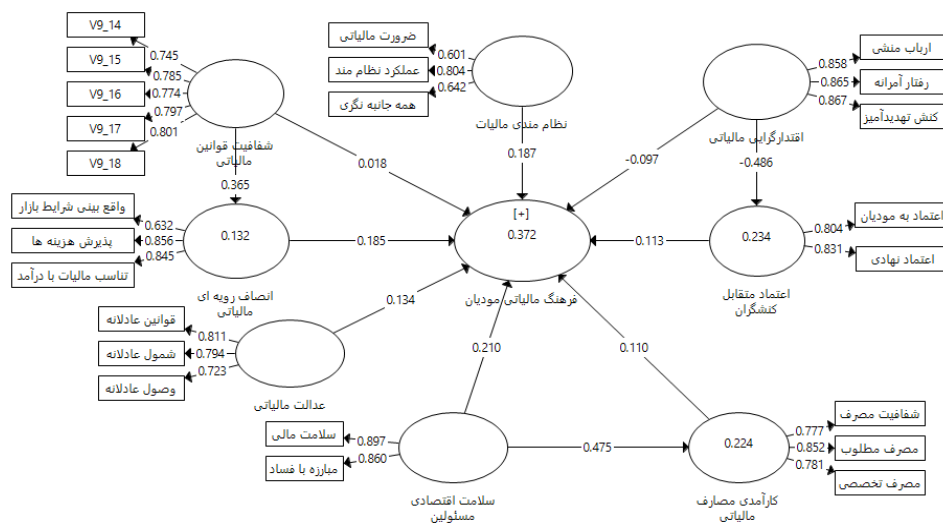 V9_14
V9_15
V9_16
V9_17
V9_18
0.745
0.785
0.774
0.797
0.801
شفافیت قوانین
مالیاتی
0.365
0.018
ضرورت مالیاتی
عملکرد نظام مند
همه جانبه نگری
0.601
0.804
0.642
نظام مندی مالیات
0.187
ارباب منشی
رفتار آمرانه
کنش تهدیدآمیز
0.858
0.865
0.867
اقتدارگرایی مالیاتی
-0.097
-0.486
واقع بینی شرایط بازار
پذیرش هزینه ها
تناسب مالیات با درآمد
0.632
0.856
0.845
0.132
انصاف رویه ای
مالیاتی
0.185
[+]
0.372
فرهنگ مالیاتی مودیان
0.113
0.234
اعتماد متقابل
کنشگران
اعتماد به مودیان
اعتماد نهادی
0.804
0.831
قوانین عادلانه
شمول عادلانه
وصول عادلانه
0.811
0.794
0.723
عدالت مالیاتی
0.134
0.210
0.110
سلامت مالی
مبارزه با فساد
0.897
0.860
سلامت اقتصادی
مسئولین
0.475
0.224
کارآمدی مصارف
مالیاتی
شفافیت مصرف
مصرف مطلوب
مصرف تخصصی
0.777
0.852
0.781